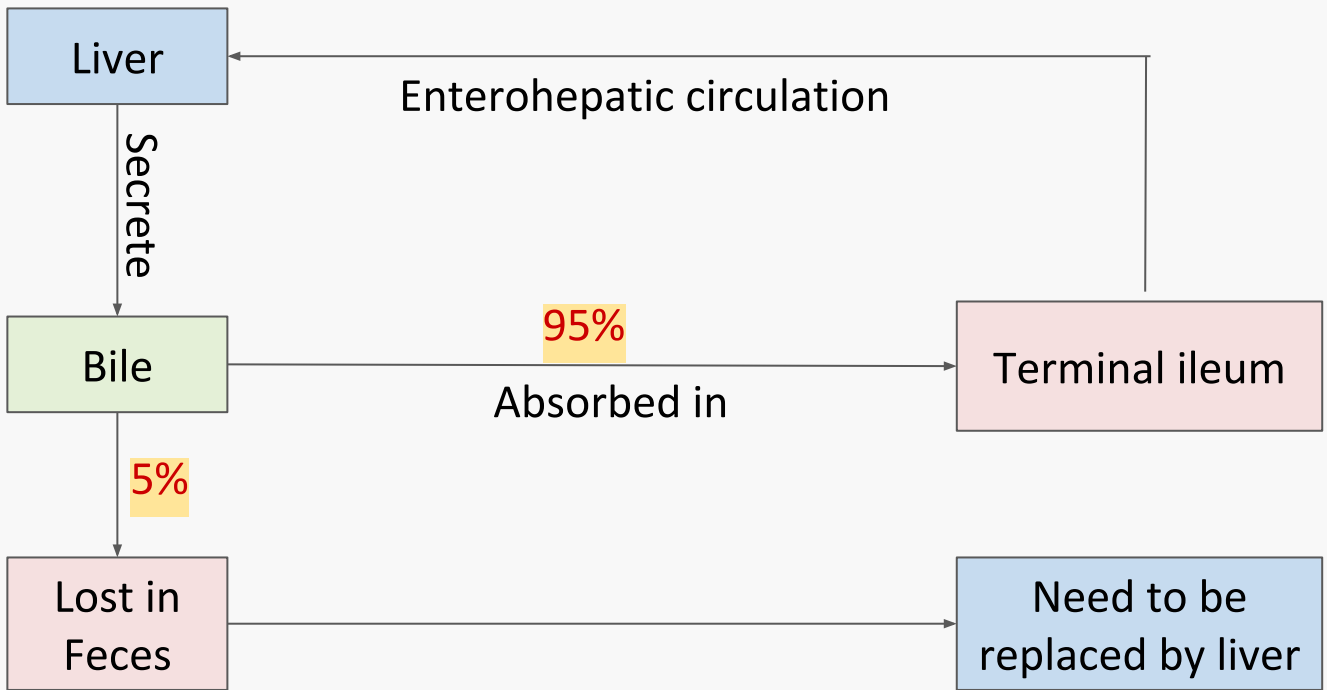 Liver
Enterohepatic circulation
Secrete
95%
Bile
Absorbed in
Terminal ileum
5%
Lost in
Feces
Need to be
replaced by liver